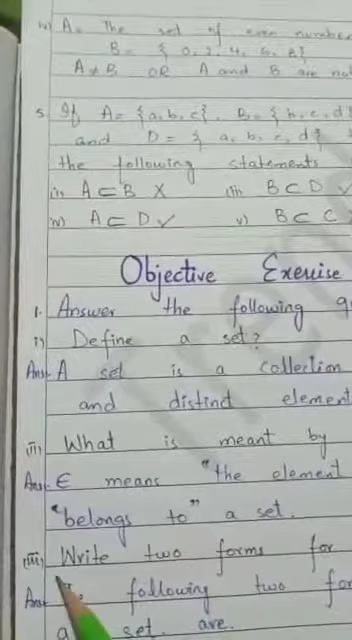 iv) A = The set of even number
B = { 0, 2, 4, 6, 8}
A ≠ B OR A and B are not
5. If A = {a, b, c}, B = { b, c, d}
and D = { a, b, c, d}
the following statements
A ⊂ B X B ⊂ D ✓
iv) A ⊂ D ✓ v) B ⊂ C
Objective Exercise
1. Answer the following
i) Define a set?
Ans. A set is a collection
and distind element
(ii) What is meant by
Ans. ∈ means "the element
"belongs to" a set.
(iii) Write two forms for
Ans following two for
a set are.